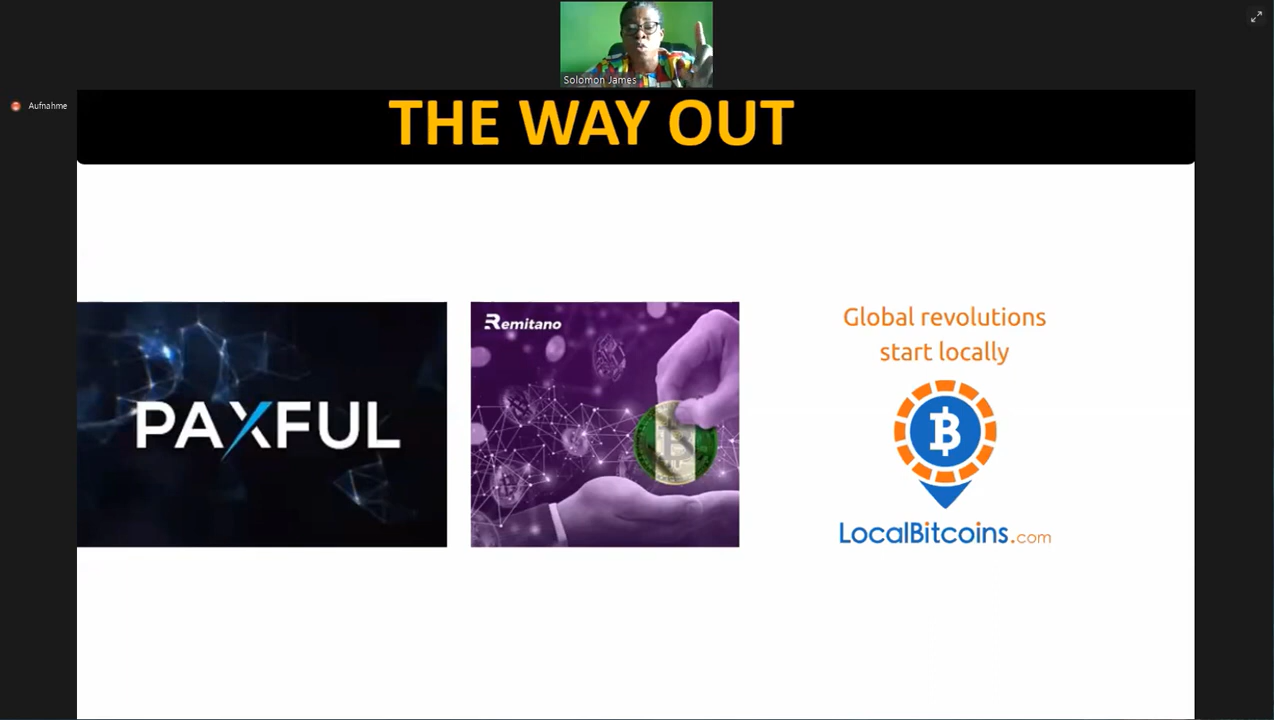 Solomon James
Aufnahme
THE WAY OUT
PAXFUL
Remitano
Global revolutions
start locally
LocalBitcoins.com